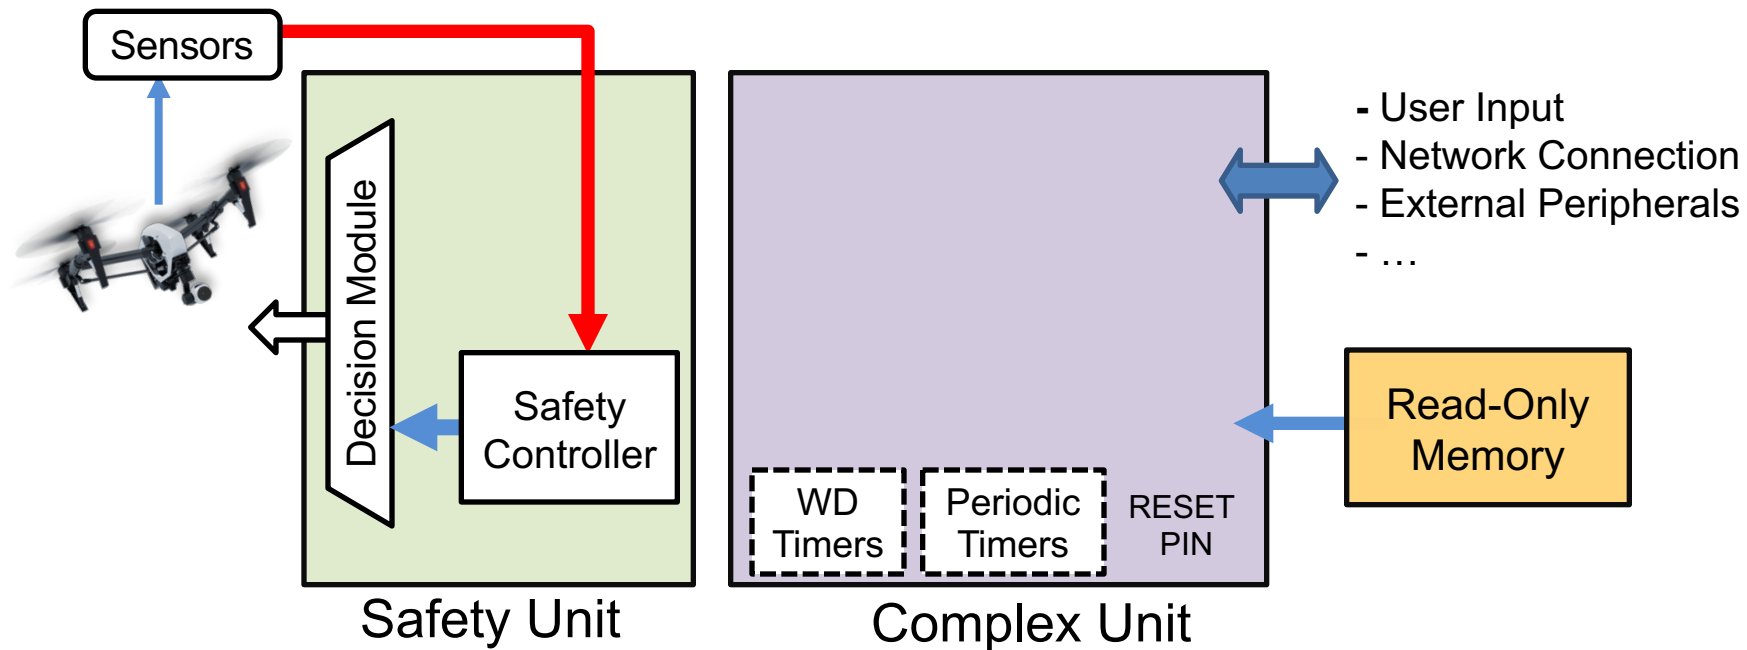 Sensors
Decision Module
Safety
Controller
Safety Unit
WD
Timers
Periodic
Timers
RESET
PIN
Complex Unit
- User Input
- Network Connection
- External Peripherals
- …
Read-Only
Memory